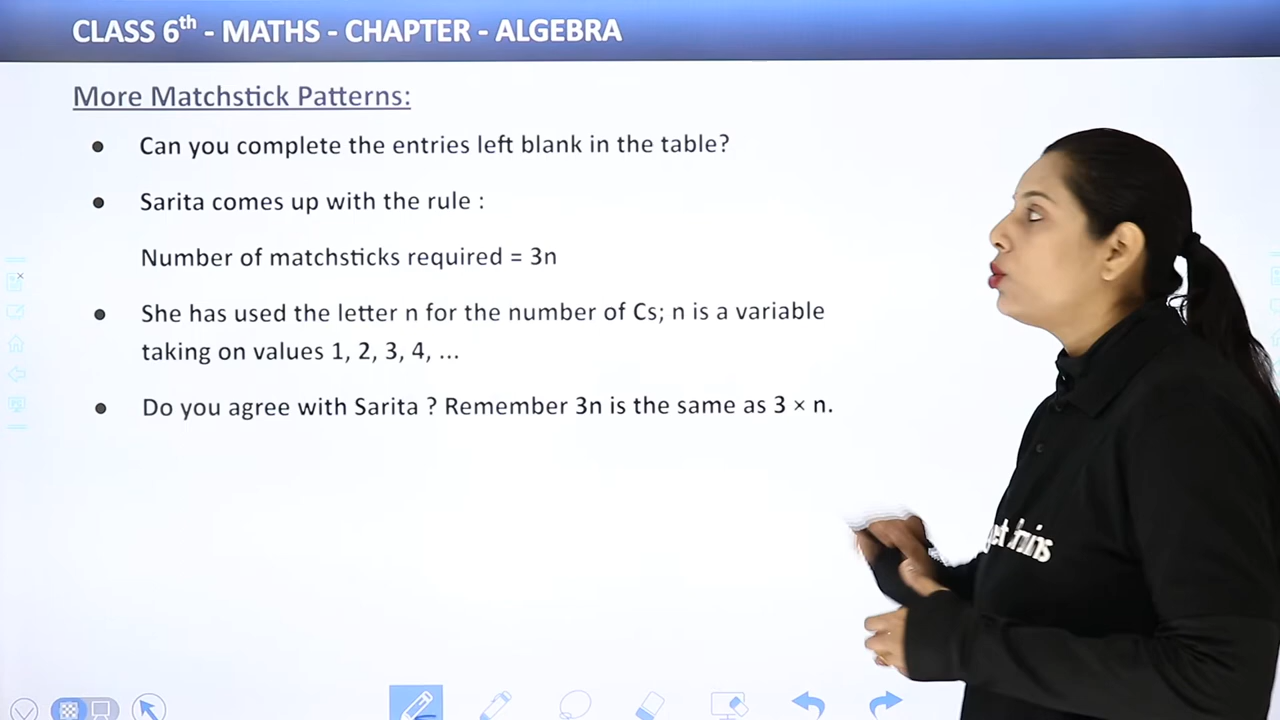 CLASS 6th - MATHS - CHAPTER - ALGEBRA
More Matchstick Patterns:
● Can you complete the entries left blank in the table?
● Sarita comes up with the rule :
Number of matchsticks required = 3n
● She has used the letter n for the number of Cs; n is a variable
taking on values 1, 2, 3, 4, ...
● Do you agree with Sarita ? Remember 3n is the same as 3 × n.